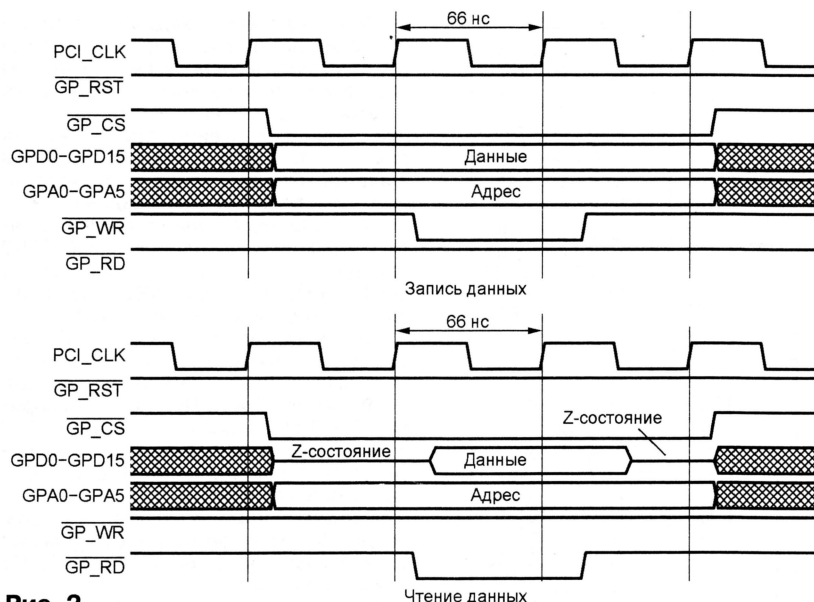 66 нс
PCI_CLK
GP_RST
GP_CS
GPD0-GPD15 Данные
GPA0-GPA5 Адрес
GP_WR
GP_RD
Запись данных
66 нс
PCI_CLK
GP_RST
GP_CS
Z-состояние
GPD0-GPD15 Z-состояние Данные
GPA0-GPA5 Адрес
GP_WR
GP_RD
Чтение данных
Рис. 2